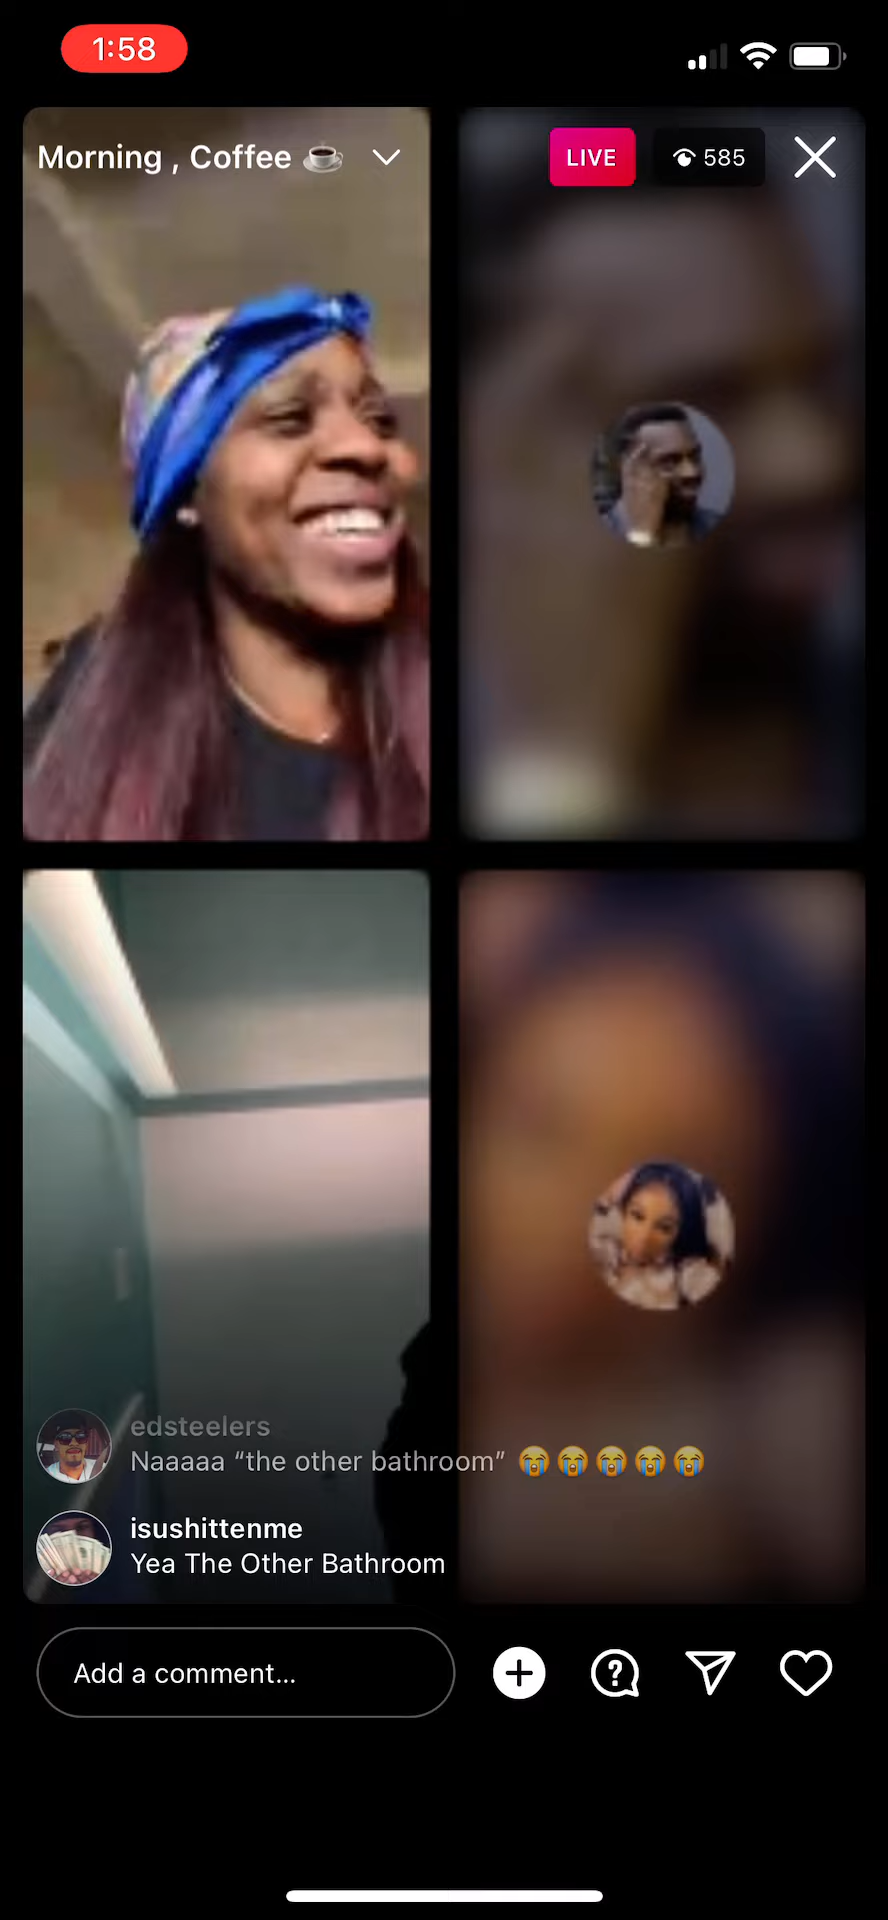 1:58
Morning , Coffee ☕
LIVE
585
edsteelers
Naaaaa “the other bathroom” 😭😭😭😭😭
isushittenme
Yea The Other Bathroom
Add a comment...